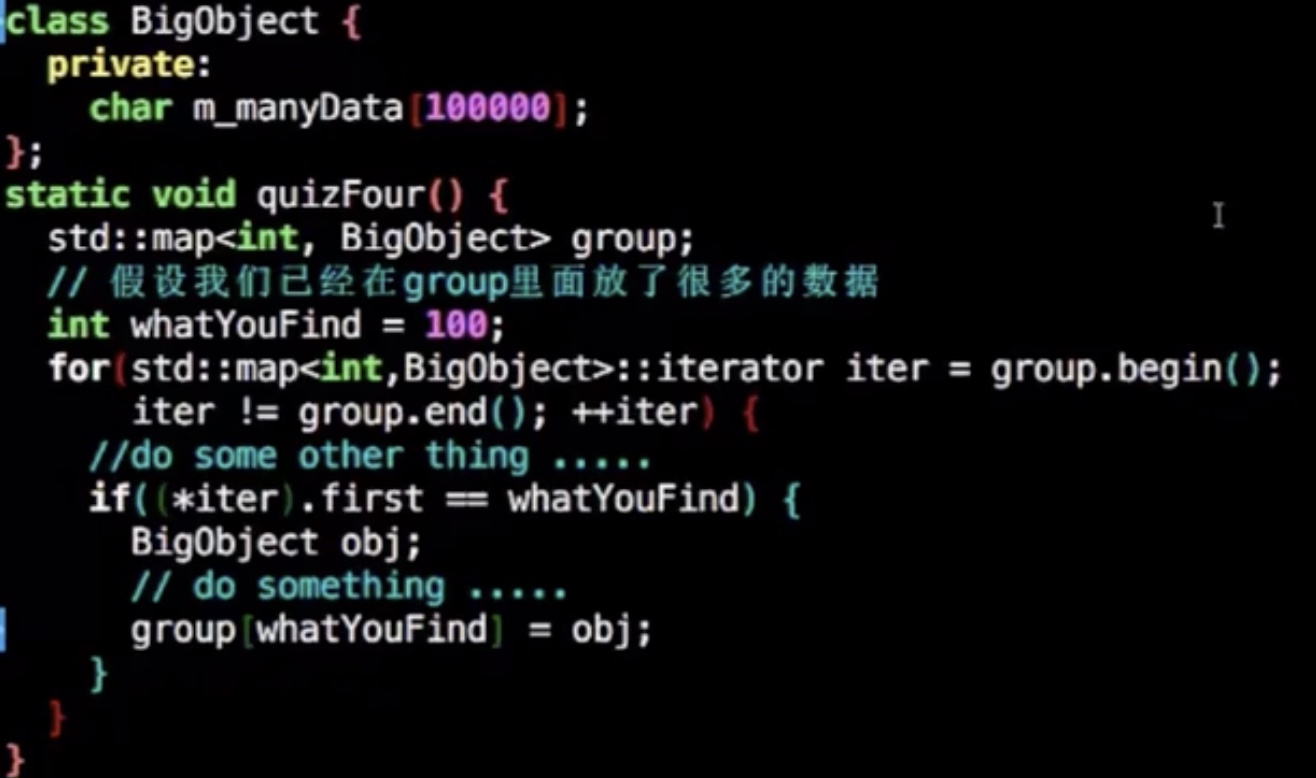 class BigObject {
  private:
    char m_manyData[100000];
};
static void quizFour() {
  std::map<int, BigObject> group;
  // 假设我们已经在group里面放了很多的数据
  int whatYouFind = 100;
  for(std::map<int,BigObject>::iterator iter = group.begin();
      iter != group.end(); ++iter) {
    //do some other thing .....
    if((*iter).first == whatYouFind) {
      BigObject obj;
      // do something .....
      group[whatYouFind] = obj;
    }
  }
}